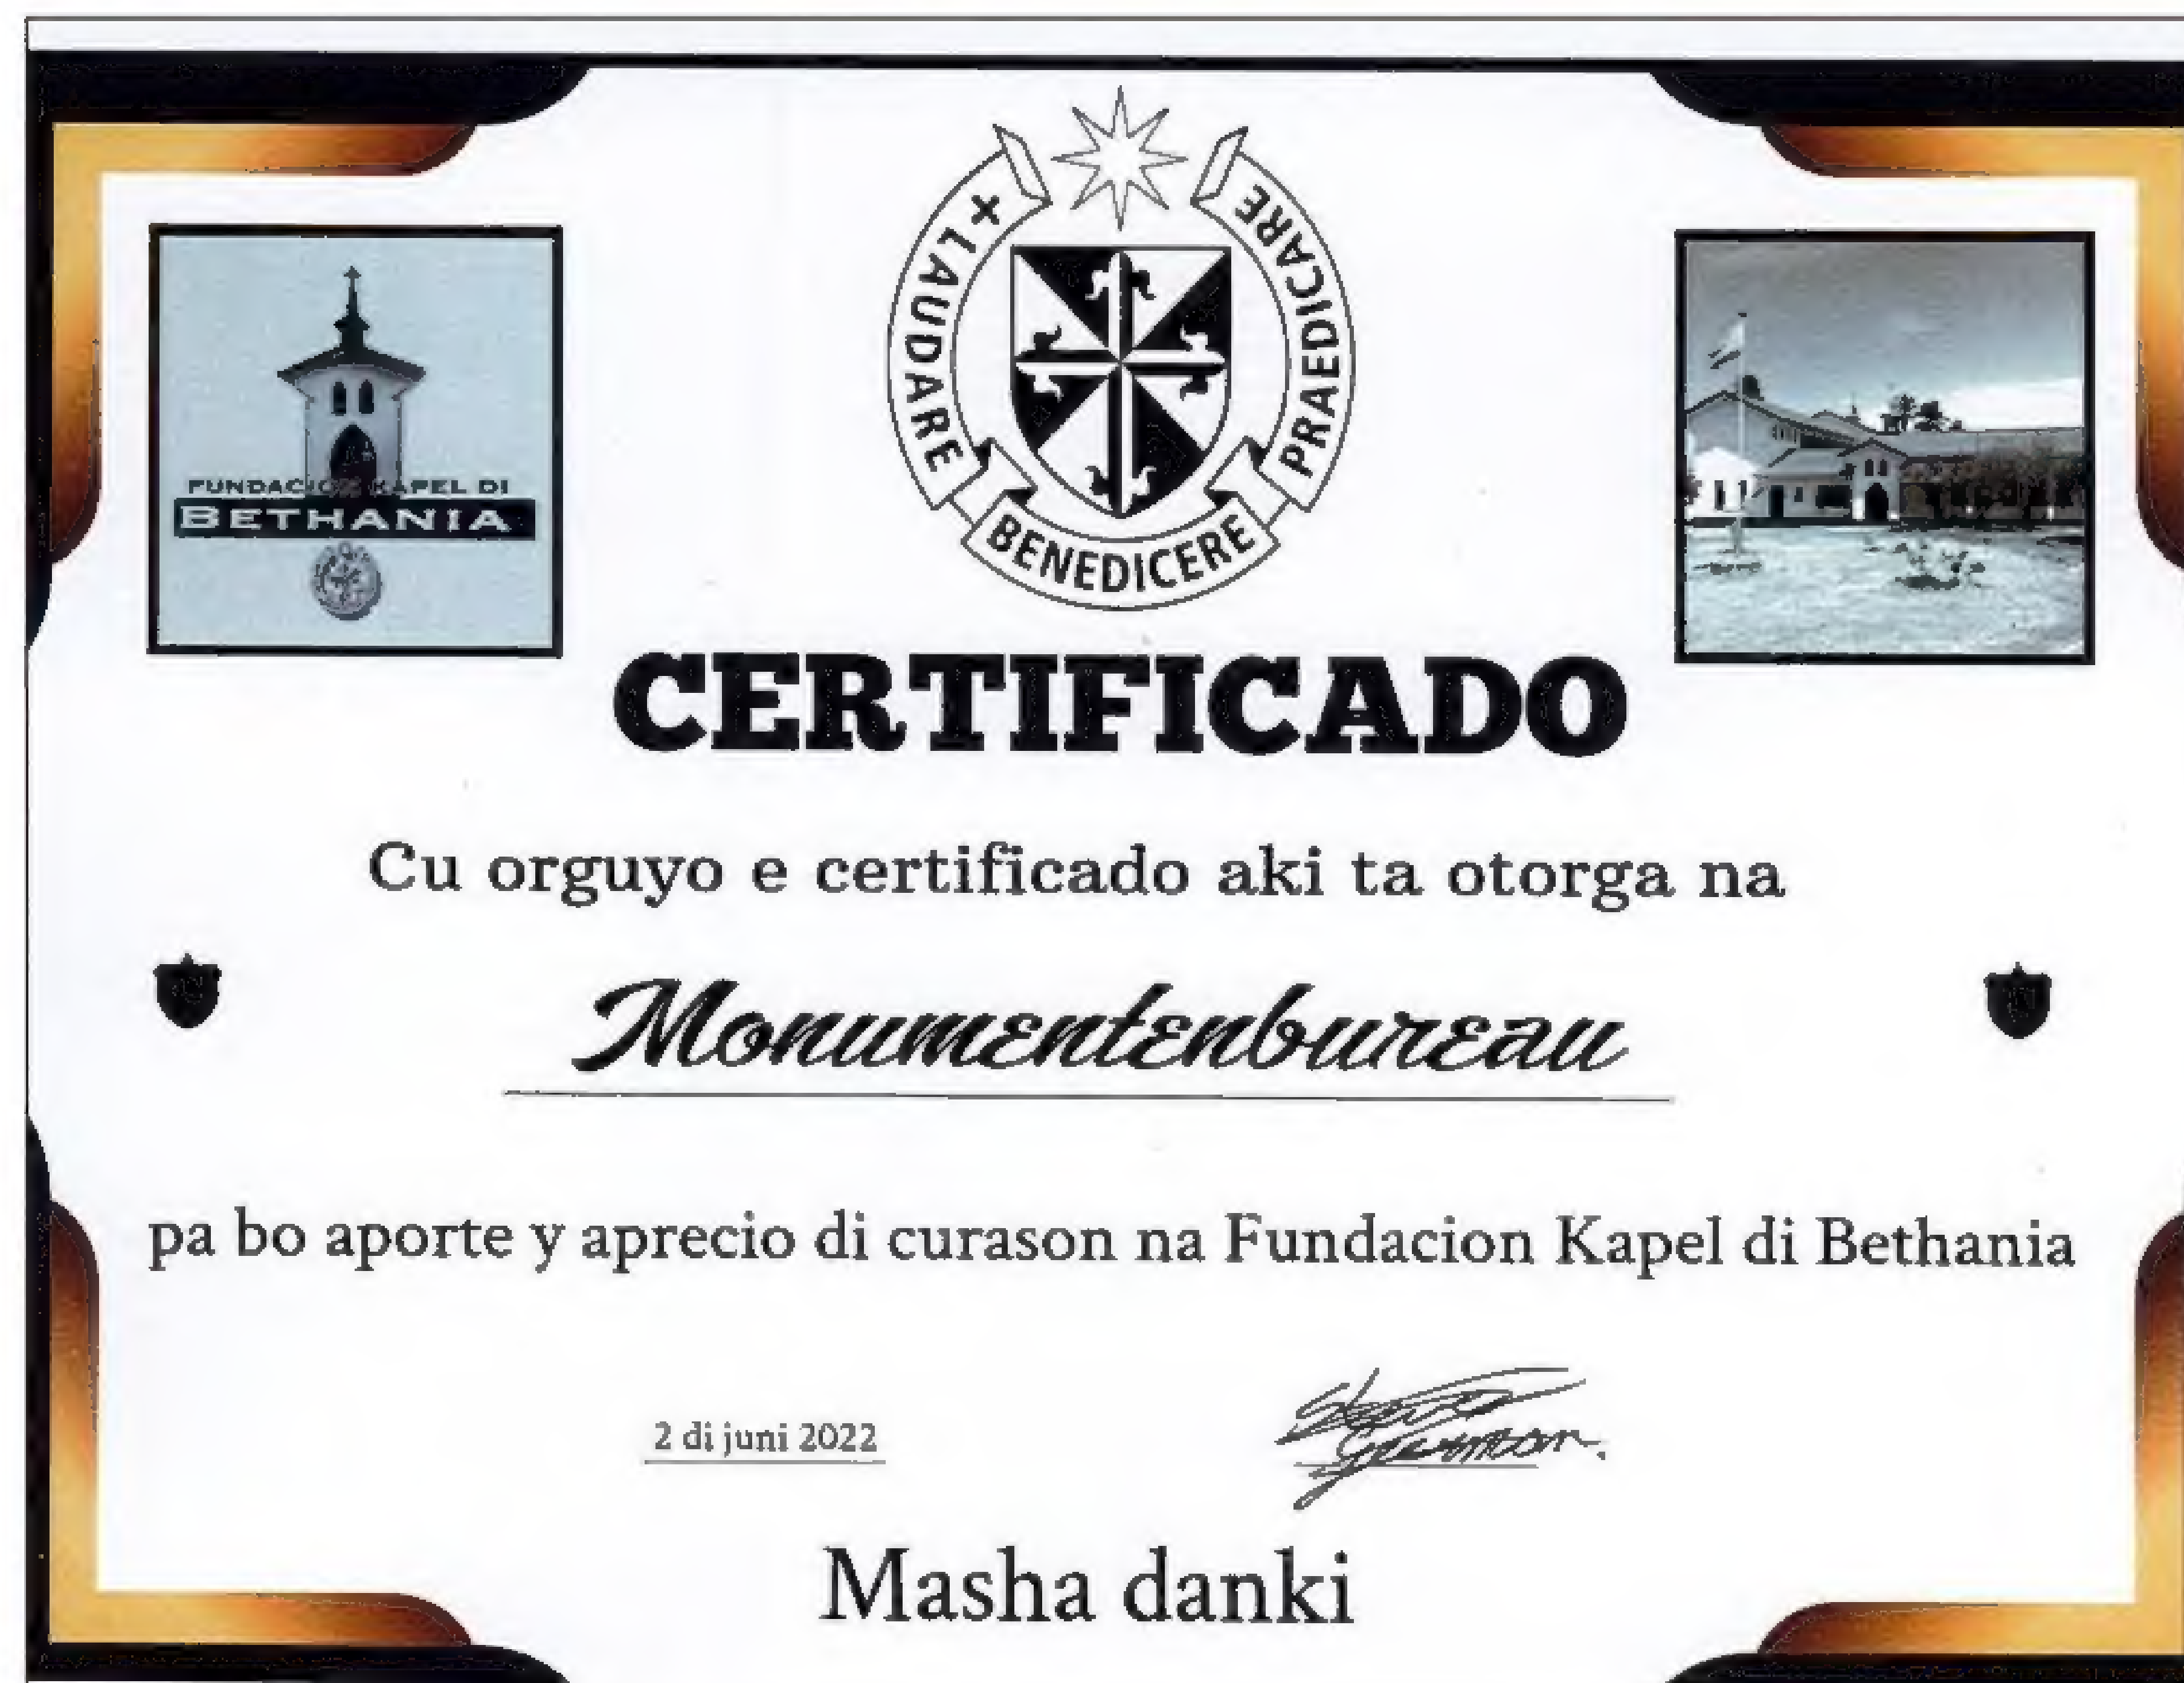 + LAUDARE
BENEDICERE
PRAEDICARE
FUNDACION KAPEL DI
BETHANIA
CERTIFICADO
Cu orguyo e certificado aki ta otorga na
Monumentenbureau
pa bo aporte y aprecio di curason na Fundacion Kapel di Bethania
2 di juni 2022
Masha danki